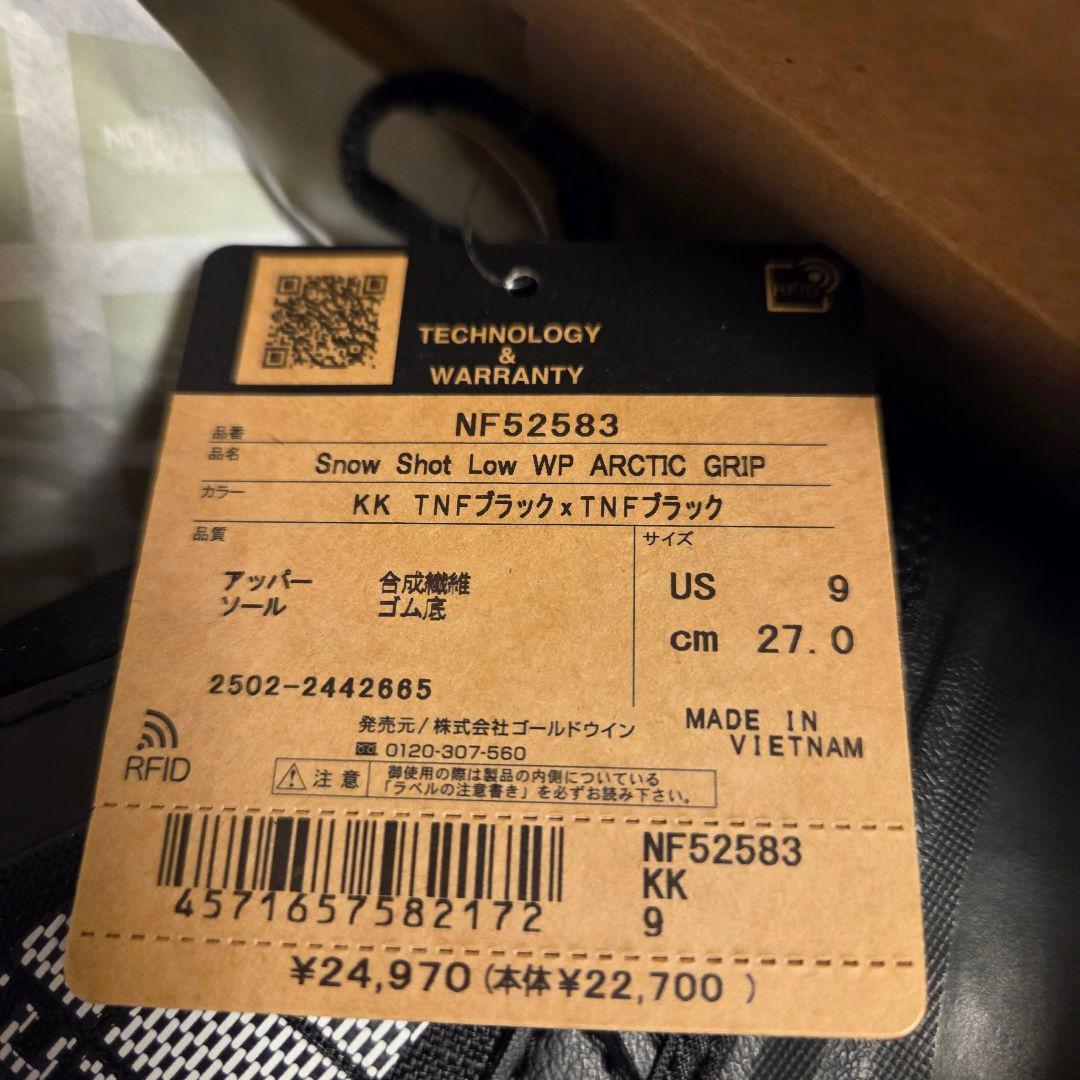 THE
NORTH
FACE
RFID
TECHNOLOGY
&
WARRANTY
品番 NF52583
品名 Snow Shot Low WP ARCTIC GRIP
カラー KK TNFブラックxTNFブラック
品質
サイズ
アッパー 合成繊維
ソール ゴム底
US 9
cm 27.0
2502-2442665
MADE IN
VIETNAM
発売元/株式会社ゴールドウイン
0120-307-560
RFID
注意
御使用の際は製品の内側についている
「ラベルの注意書き」を必ずお読み下さい。
4571657582172
NF52583
KK
9
¥24,970(本体¥22,700 )